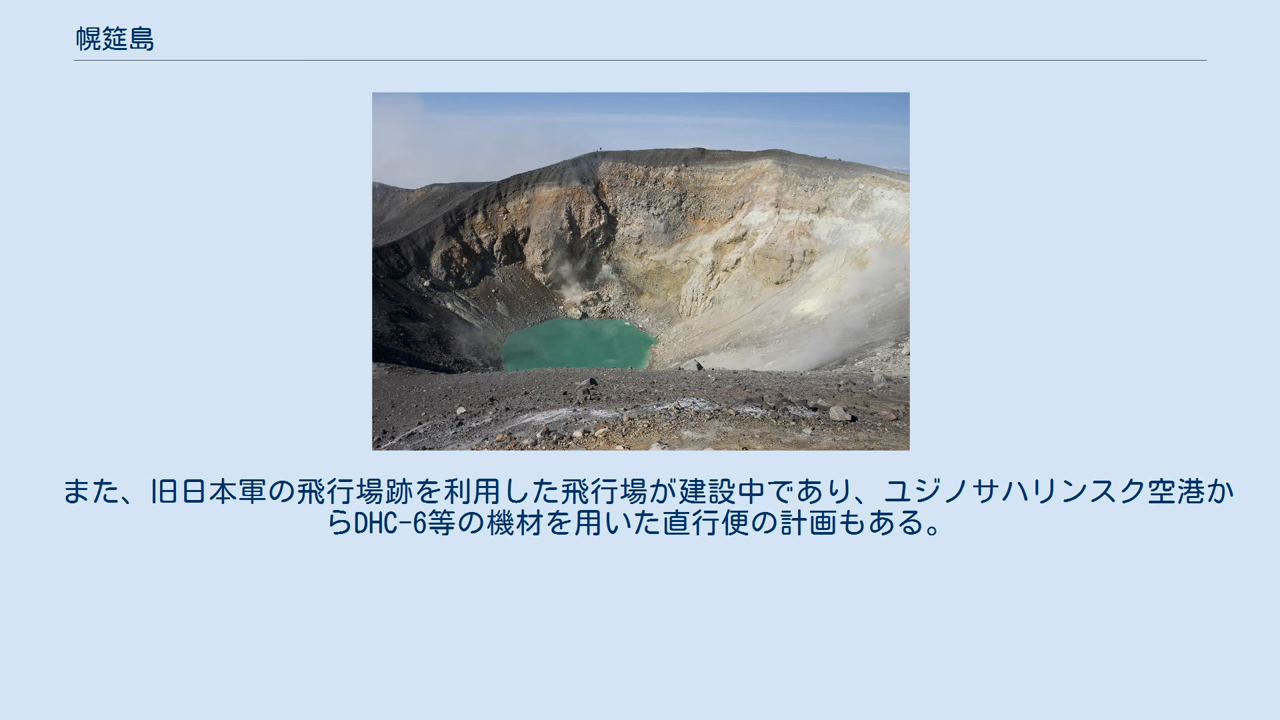 幌筵島
また、旧日本軍の飛行場跡を利用した飛行場が建設中であり、ユジノサハリンスク空港か
らDHC-6等の機材を用いた直行便の計画もある。